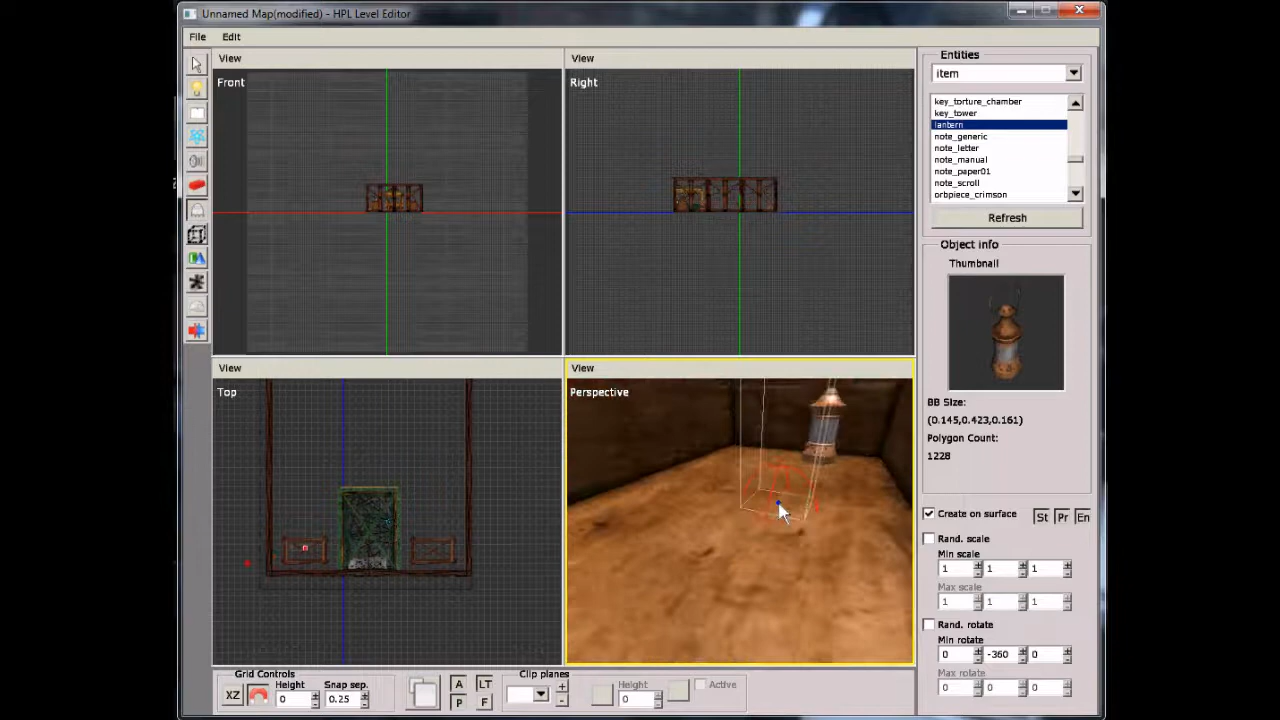 Unnamed Map(modified) - HPL Level Editor
File Edit
View
View
Entities
Front
Right
item
key_torture_chamber
key_tower
lantern
note_generic
note_letter
note_manual
note_paper01
note_scroll
orbpiece_crimson
Refresh
Object info
Thumbnail
View
View
Top
Perspective
BB Size:
(0.145,0.423,0.161)
Polygon Count:
1228
Create on surface St Pr En
Rand. scale
Min scale
1 1 1
Max scale
1 1 1
Rand. rotate
Min rotate
0 -360 0
Max rotate
0 0 0
Grid Controls
Clip planes
XZ Height Snap sep. A LT Height Active
0 0.25 P F + - 0